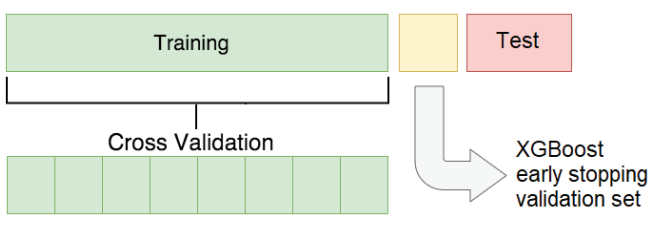 Training
Test
Cross Validation
XGBoost
early stopping
validation set